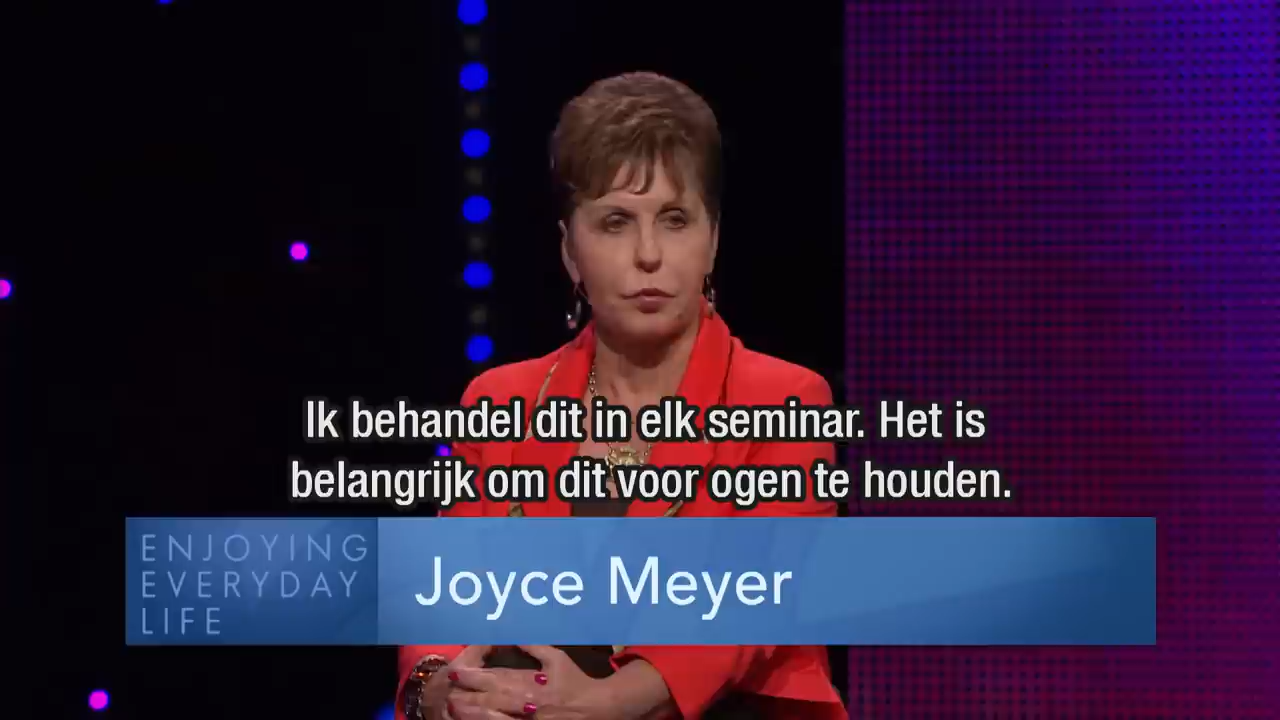 Ik behandel dit in elk seminar. Het is
belangrijk om dit voor ogen te houden.
ENJOYING
EVERYDAY
LIFE
Joyce Meyer